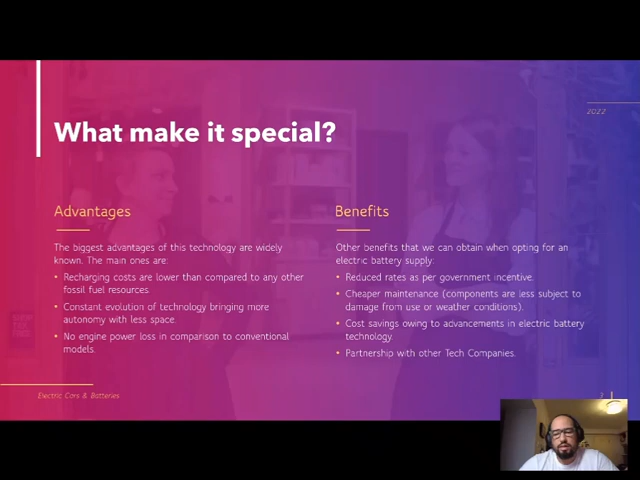 2022
What make it special?
Advantages
The biggest advantages of this technology are widely
known. The main ones are:
• Recharging costs are lower than compared to any other
fossil fuel resources
• Constant evolution of technology bringing more
autonomy with less space.
• No engine power loss in comparison to conventional
models.
Benefits
Other benefits that we can obtain when opting for an
electric battery supply:
• Reduced rates as per government incentive.
• Cheaper maintenance (components are less subject to
damage from use or weather conditions).
• Cost savings owing to advancements in electric battery
technology.
• Partnership with other Tech Companies.
Electric Cars & Batteries